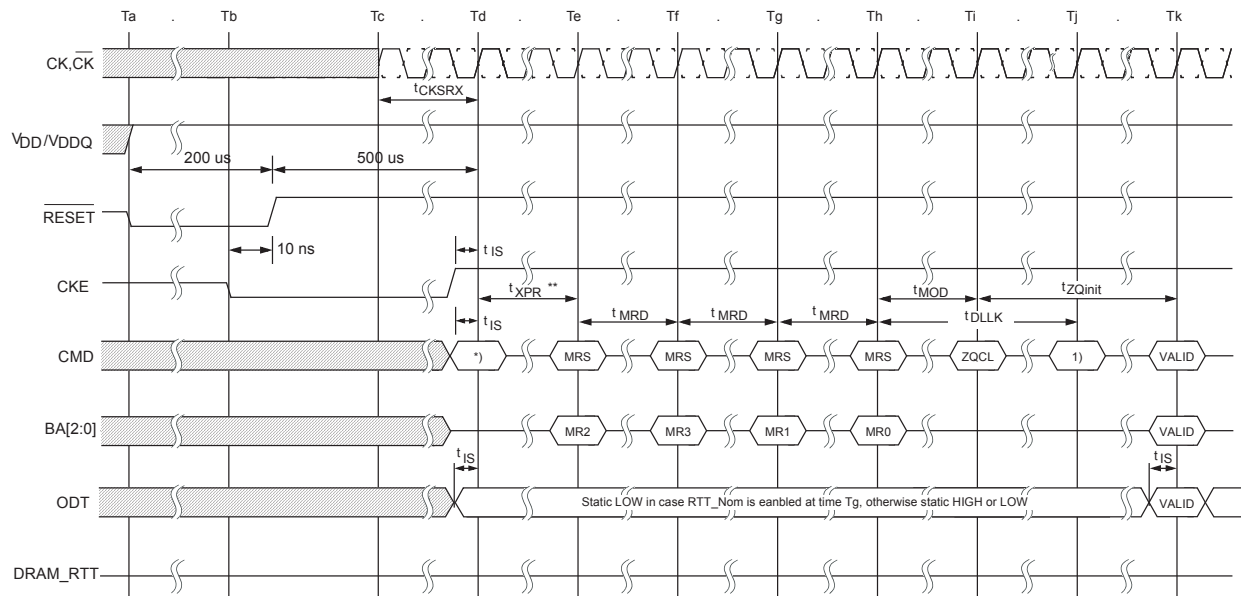 Ta . Tb . Tc . Td . Te . Tf . Tg . Th . Ti . Tj . Tk
CK,CK
tCKSRX
VDD/VDDQ
200 us 500 us
RESET
10 ns tIS
CKE
tXPR ** tMOD tZQinit
tIS tMRD tMRD tMRD tDLLK
CMD *) MRS MRS MRS MRS ZQCL 1) VALID
BA[2:0] MR2 MR3 MR1 MR0 VALID
tIS tIS
ODT Static LOW in case RTT_Nom is eanbled at time Tg, otherwise static HIGH or LOW VALID
DRAM_RTT